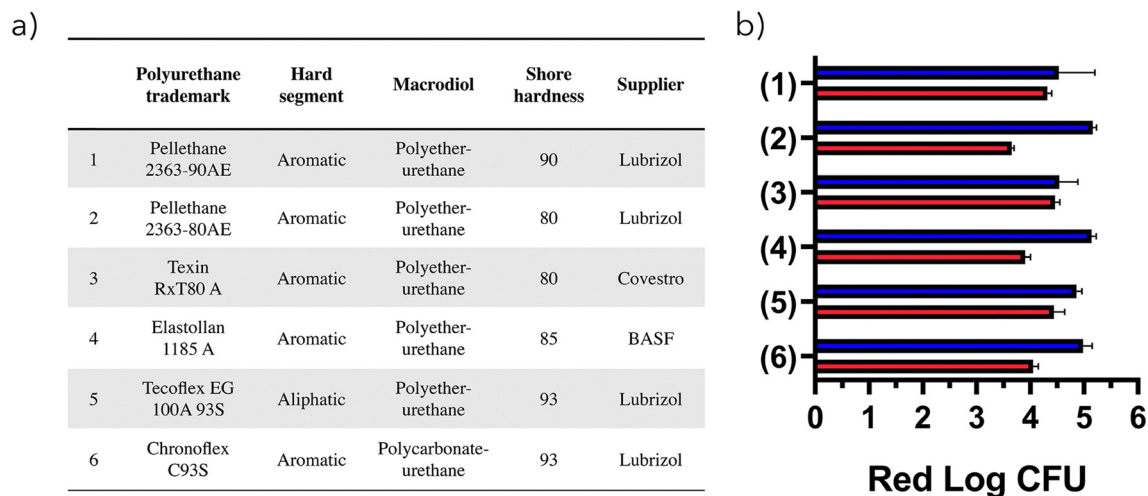 a)
Polyurethane Hard Macrodiol Shore Supplier
trademark segment hardness
1 Pellethane 2363-90AE Aromatic Polyether-urethane 90 Lubrizol
2 Pellethane 2363-80AE Aromatic Polyether-urethane 80 Lubrizol
3 Texin RxT80 A Aromatic Polyether-urethane 80 Covestro
4 Elastollan 1185 A Aromatic Polyether-urethane 85 BASF
5 Tecoflex EG 100A 93S Aliphatic Polyether-urethane 93 Lubrizol
6 Chronoflex C93S Aromatic Polycarbonate-urethane 93 Lubrizol
b)
(1)
(2)
(3)
(4)
(5)
(6)
0 1 2 3 4 5 6
Red Log CFU